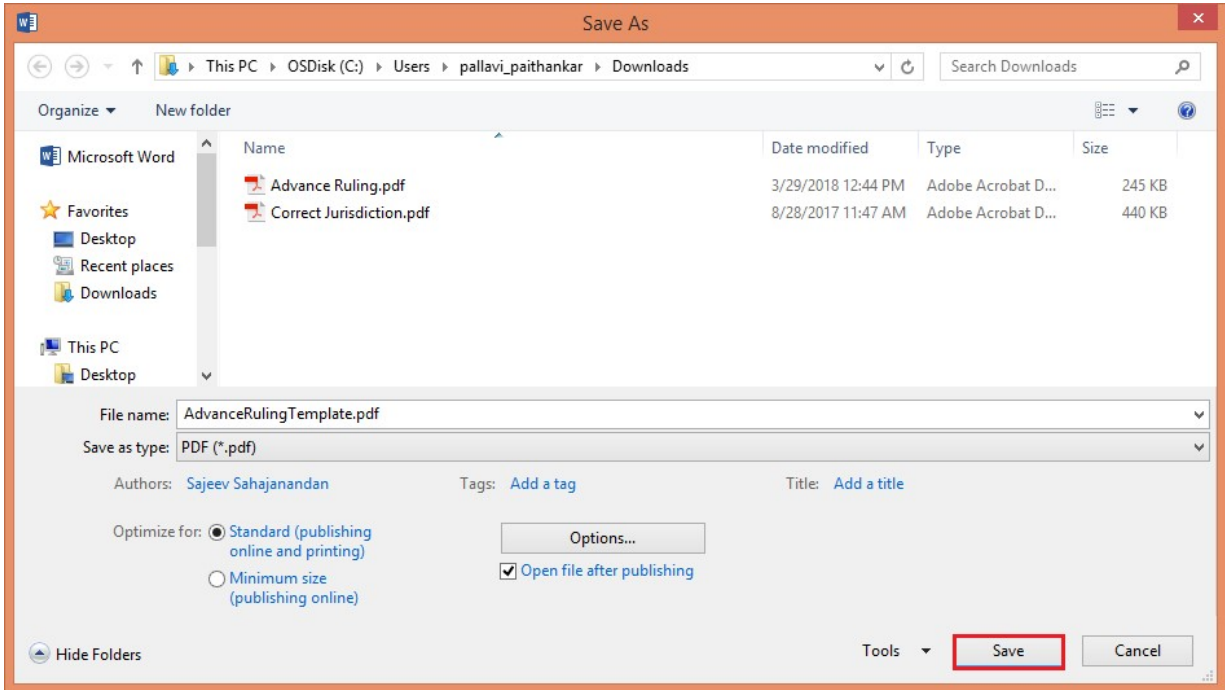 Save As
This PC OSDisk (C:) Users pallavi_paithankar Downloads Search Downloads
Organize New folder
Microsoft Word
Favorites
Desktop
Recent places
Downloads
This PC
Desktop
Name Date modified Type Size
Advance Ruling.pdf 3/29/2018 12:44 PM Adobe Acrobat D... 245 KB
Correct Jurisdiction.pdf 8/28/2017 11:47 AM Adobe Acrobat D... 440 KB
File name: AdvanceRulingTemplate.pdf
Save as type: PDF (*.pdf)
Authors: Sajeev Sahajanandan Tags: Add a tag Title: Add a title
Optimize for: Standard (publishing
online and printing)
Minimum size
(publishing online)
Options...
Open file after publishing
Hide Folders Tools Save Cancel